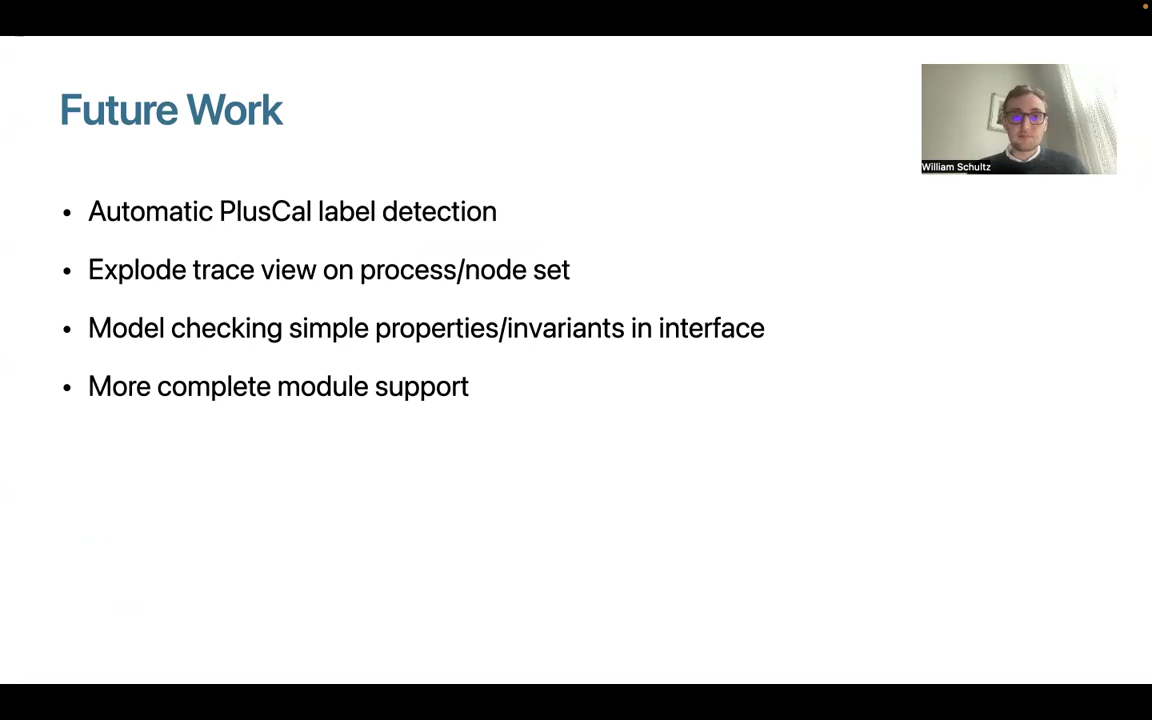 Future Work
William Schultz
• Automatic PlusCal label detection
• Explode trace view on process/node set
• Model checking simple properties/invariants in interface
• More complete module support